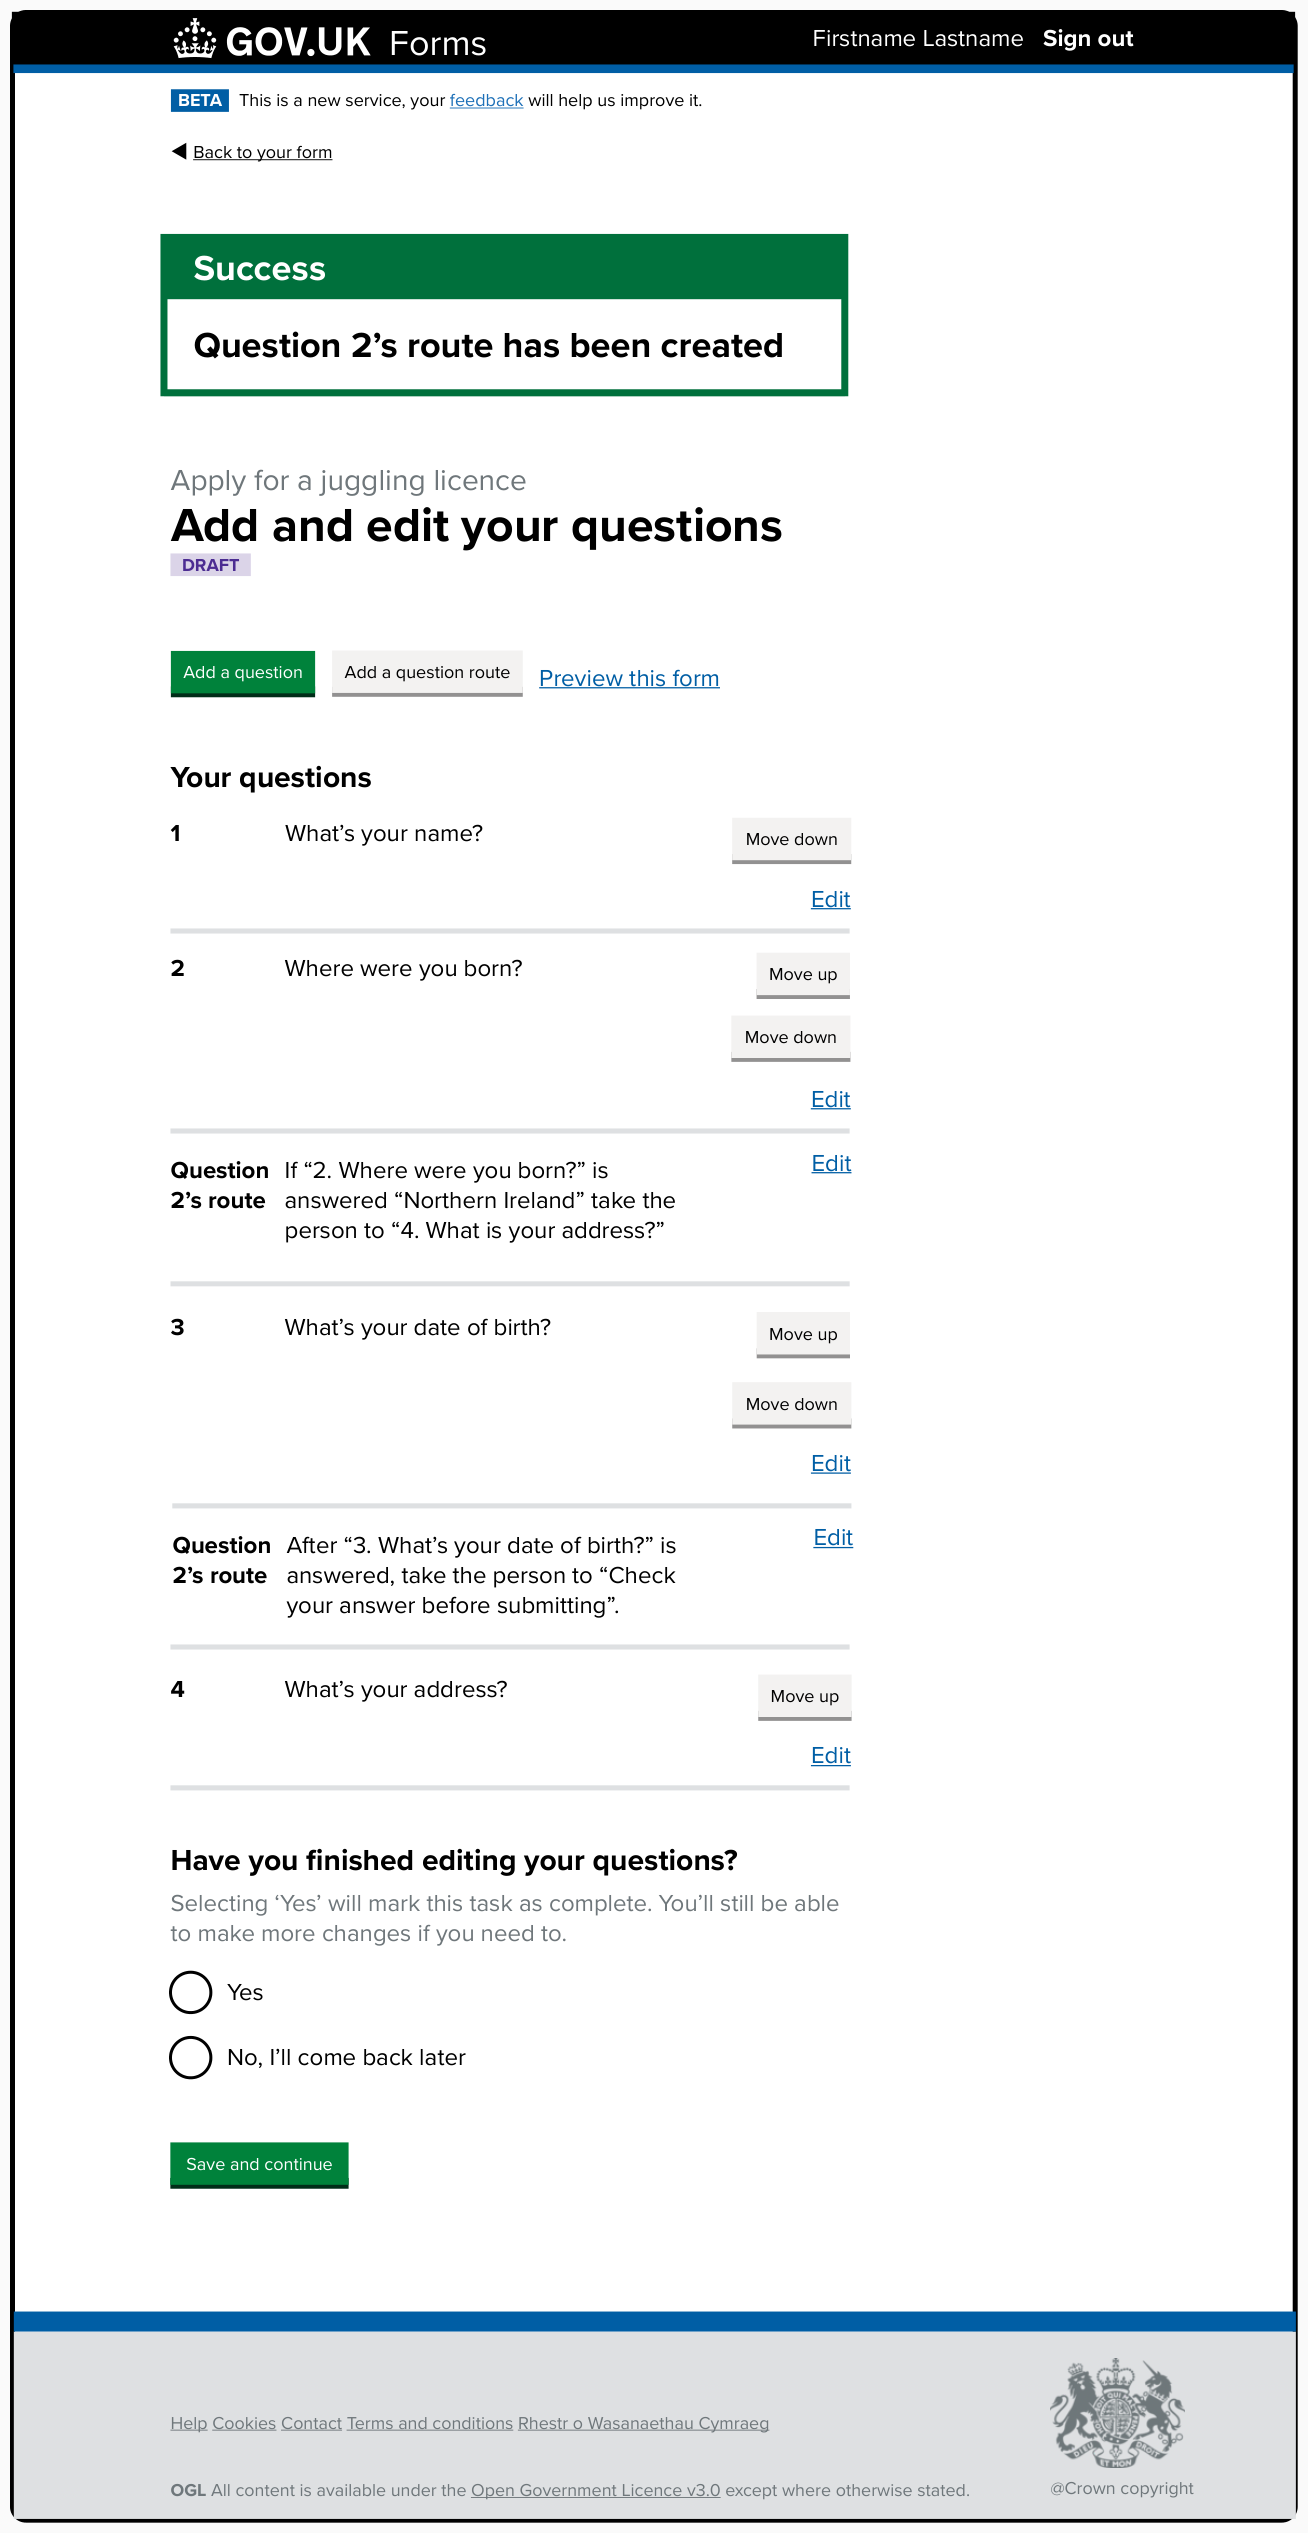 GOV.UK Forms
Firstname Lastname Sign out
BETA This is a new service, your feedback will help us improve it.
Back to your form
Success
Question 2’s route has been created
Apply for a juggling licence
Add and edit your questions
DRAFT
Add a question Add a question route Preview this form
Your questions
1 What’s your name? Move down
Edit
2 Where were you born? Move up
Move down
Edit
Question If “2. Where were you born?” is Edit
2’s route answered “Northern Ireland” take the
person to “4. What is your address?”
3 What’s your date of birth? Move up
Move down
Edit
Question After “3. What’s your date of birth?” is Edit
2’s route answered, take the person to “Check
your answer before submitting”.
4 What’s your address? Move up
Edit
Have you finished editing your questions?
Selecting ‘Yes’ will mark this task as complete. You’ll still be able
to make more changes if you need to.
Yes
No, I’ll come back later
Save and continue
Help Cookies Contact Terms and conditions Rhestr o Wasanaethau Cymraeg
OGL All content is available under the Open Government Licence v3.0 except where otherwise stated.
DIEU ET MON DROIT
@Crown copyright